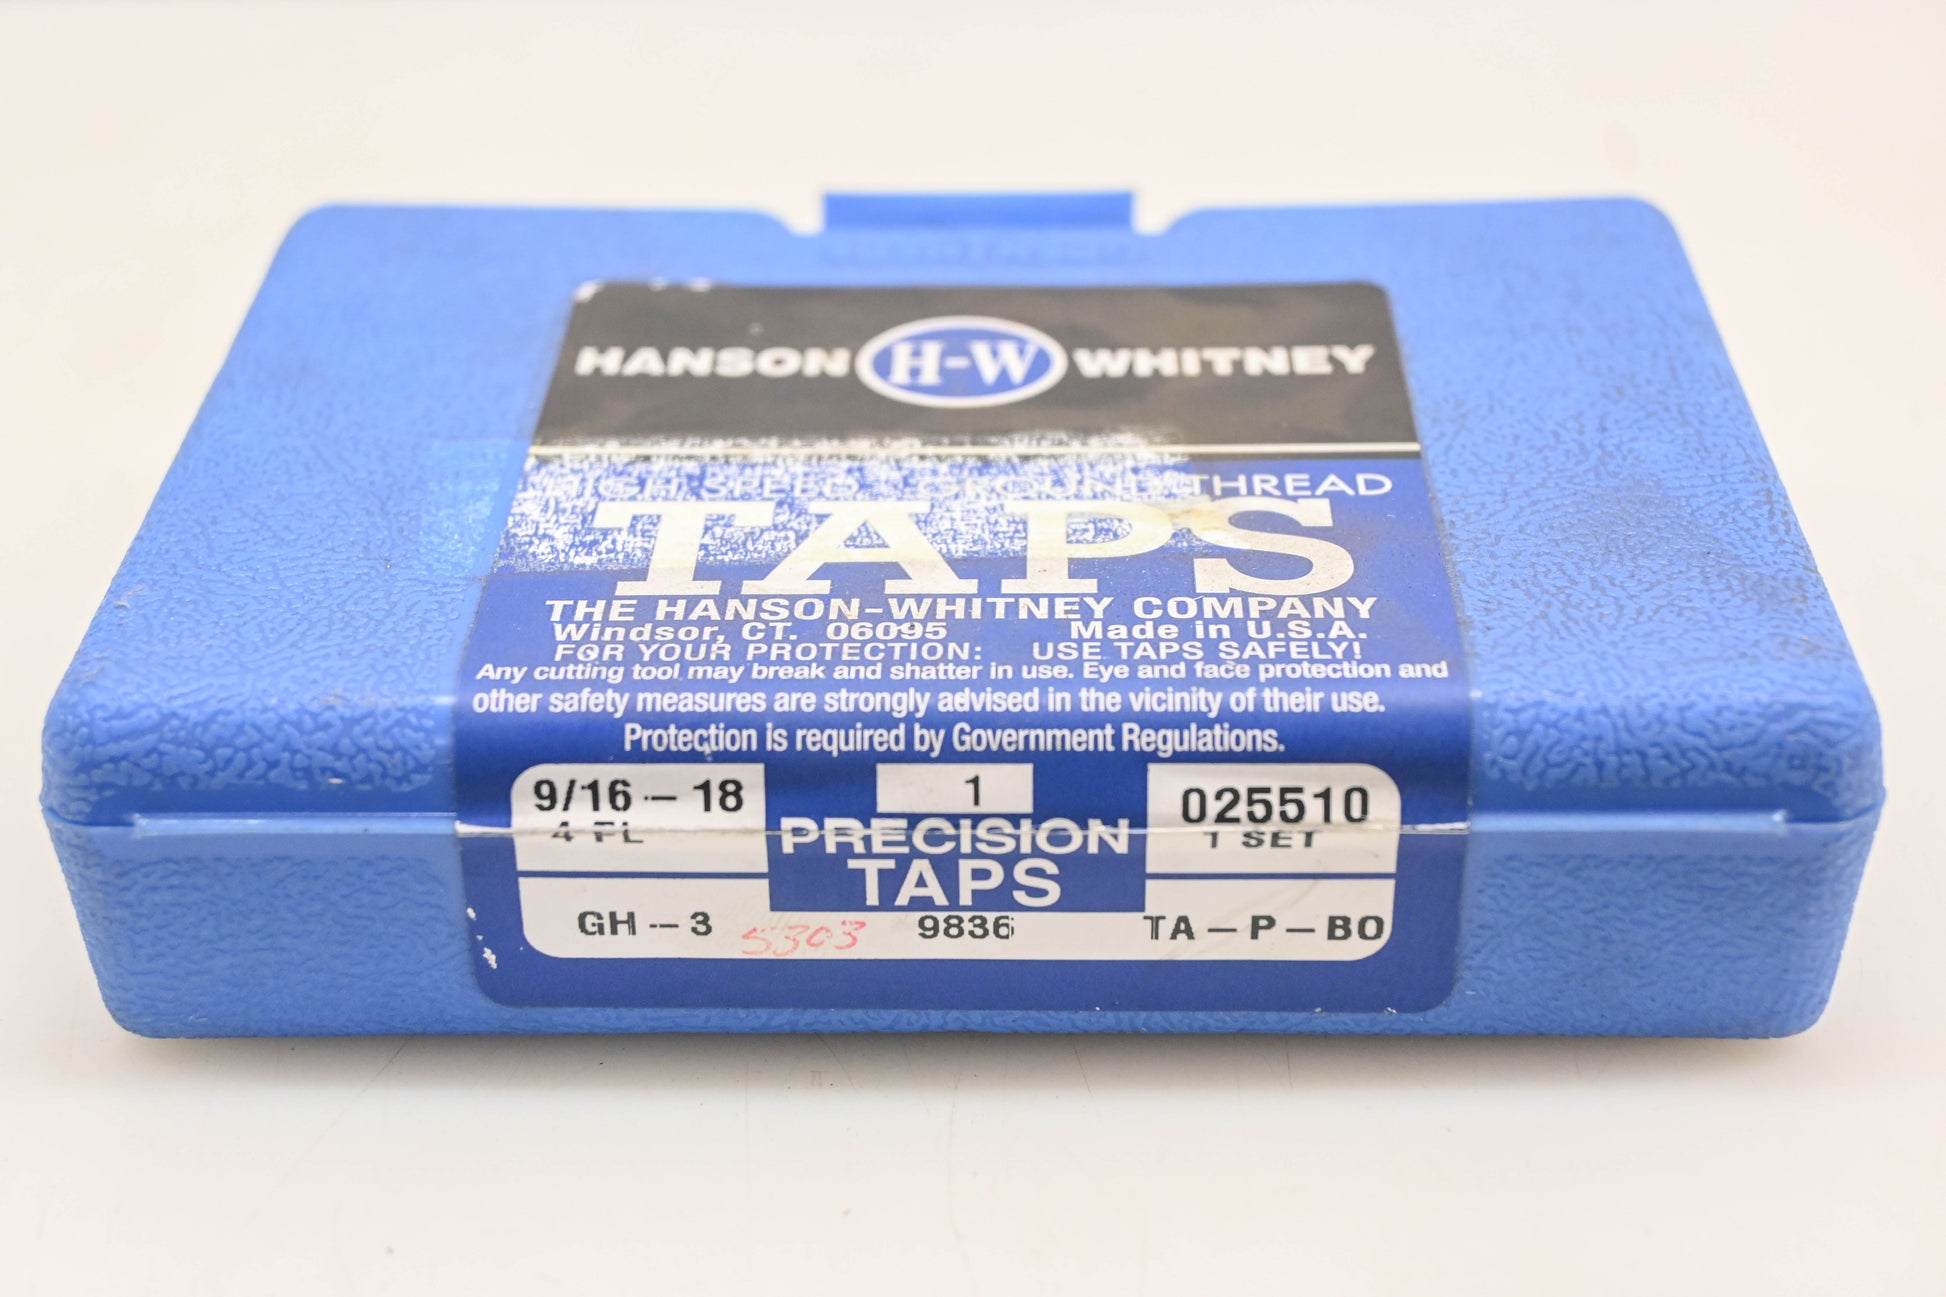 HANSON H-W WHITNEY
HIGH SPEED GROUND THREAD
TAPS
THE HANSON-WHITNEY COMPANY
Windsor, CT. 06095 Made in U.S.A.
FOR YOUR PROTECTION: USE TAPS SAFELY!
Any cutting tool may break and shatter in use. Eye and face protection and
other safety measures are strongly advised in the vicinity of their use.
Protection is required by Government Regulations.
9/16 - 18 1 025510
4 FL PRECISION 1 SET
TAPS
GH - 3 5303 9836 TA - P - BO